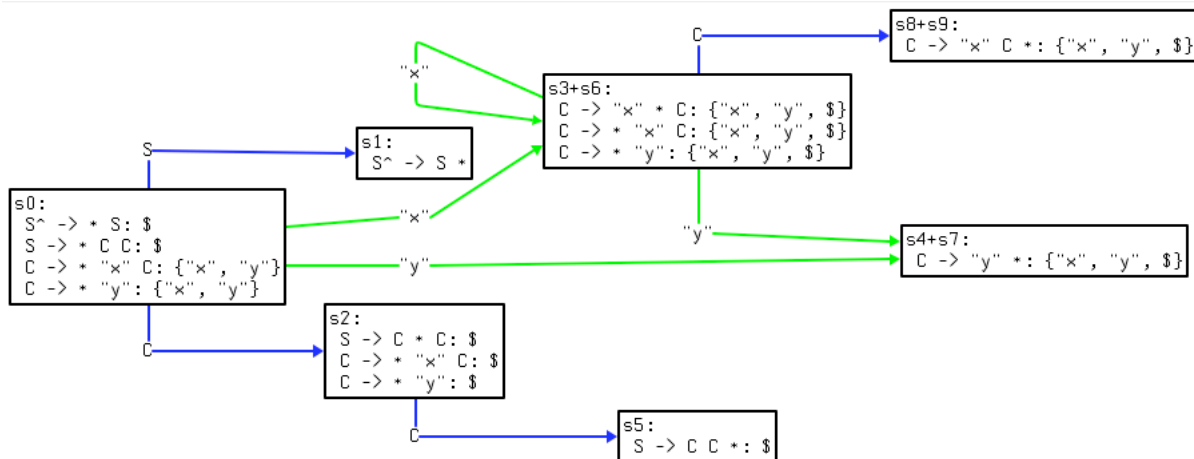 s8+s9:
C -> "x" C *: {"x", "y", $}
C
"x"
s3+s6:
C -> "x" * C: {"x", "y", $}
C -> * "x" C: {"x", "y", $}
C -> * "y": {"x", "y", $}
S
s1:
S^ -> S *
s0:
S^ -> * S: $
S -> * C C: $
C -> * "x" C: {"x", "y"}
C -> * "y": {"x", "y"}
"x"
"y"
"y"
s4+s7:
C -> "y" *: {"x", "y", $}
C
s2:
S -> C * C: $
C -> * "x" C: $
C -> * "y": $
C
s5:
S -> C C *: $